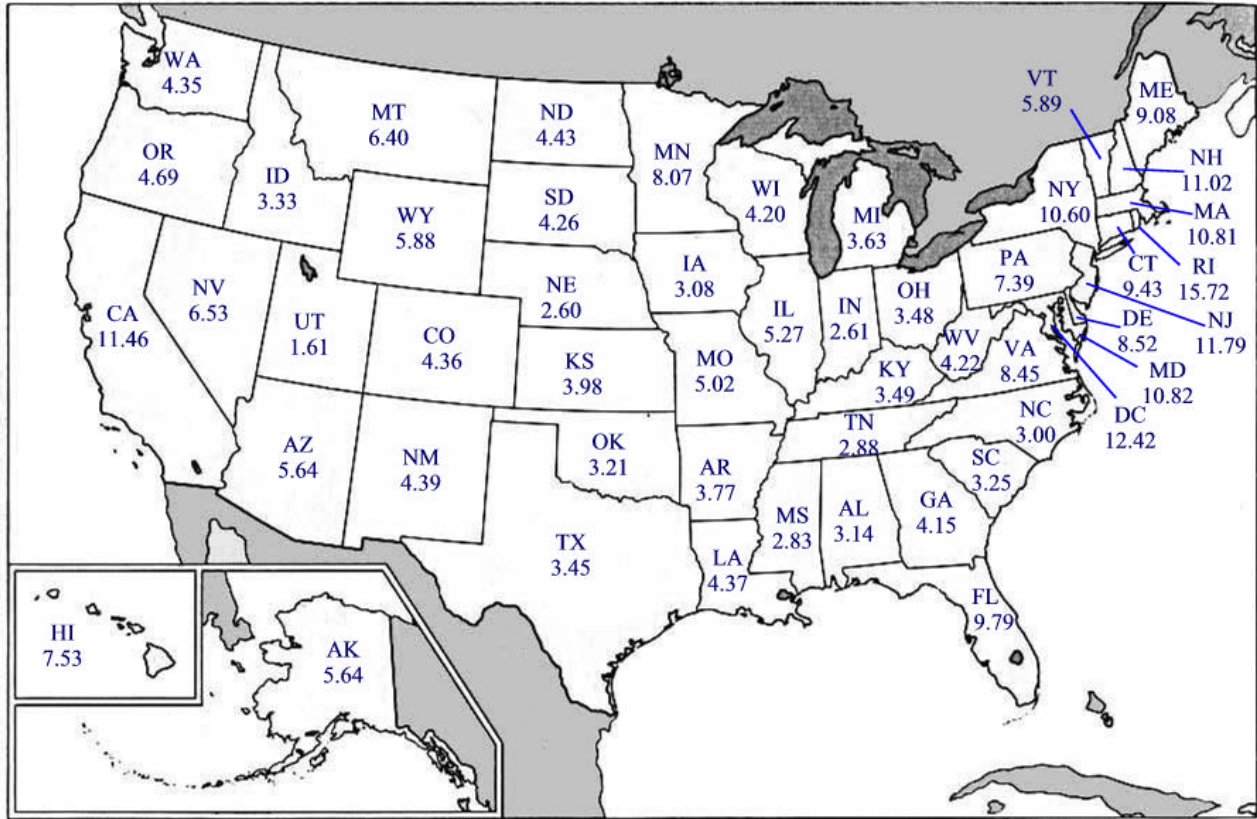 WA
4.35
MT
6.40
ND
4.43
MN
8.07
VT
5.89
ME
9.08
OR
4.69
ID
3.33
WY
5.88
SD
4.26
WI
4.20
MI
3.63
NY
10.60
NH
11.02
MA
10.81
RI
15.72
CT
9.43
NJ
11.79
PA
7.39
DE
8.52
MD
10.82
DC
12.42
CA
11.46
NV
6.53
UT
1.61
CO
4.36
NE
2.60
IA
3.08
IL
5.27
IN
2.61
OH
3.48
WV
4.22
VA
8.45
KS
3.98
MO
5.02
KY
3.49
NC
3.00
TN
2.88
SC
3.25
AZ
5.64
NM
4.39
OK
3.21
AR
3.77
MS
2.83
AL
3.14
GA
4.15
TX
3.45
LA
4.37
FL
9.79
HI
7.53
AK
5.64